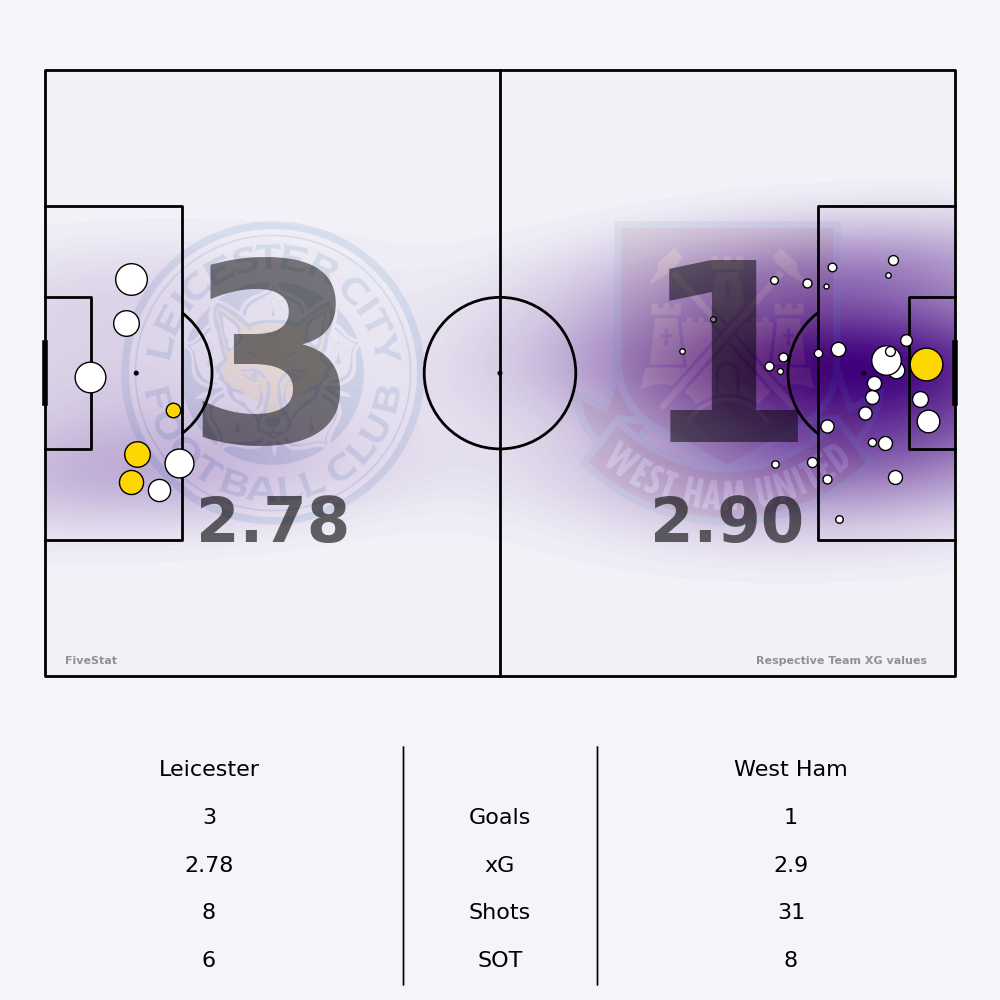 LEICESTER CITY
FOOTBALL CLUB
3
1
WEST HAM UNITED
2.78
2.90
FiveStat
Respective Team XG values
Leicester West Ham
3 Goals 1
2.78 xG 2.9
8 Shots 31
6 SOT 8